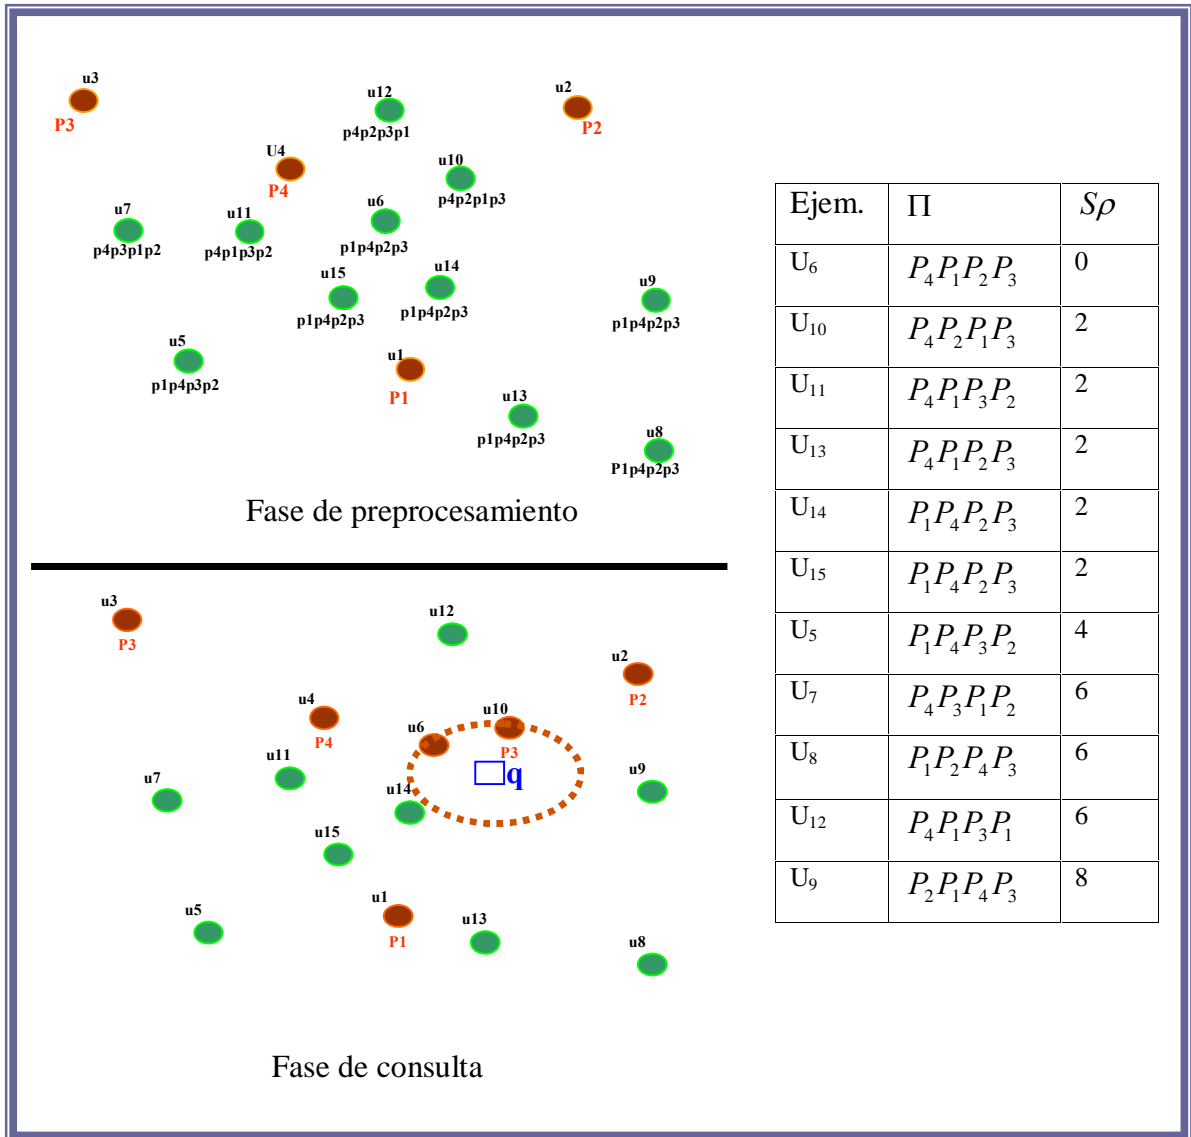 u3
P3
u12
p4p2p3p1
u2
P2
U4
P4
u10
p4p2p1p3
u7
p4p3p1p2
u11
p4p1p3p2
u6
p1p4p2p3
u15
p1p4p2p3
u14
p1p4p2p3
u9
p1p4p2p3
u5
p1p4p3p2
u1
P1
u13
p1p4p2p3
u8
P1p4p2p3
Fase de preprocesamiento
u3
P3
u12
u2
P2
u4
P4
u6
u10
P3
q
u11
u7
u14
u9
u15
u1
P1
u5
u13
u8
Fase de consulta
Ejem. Π Sρ
U6 P4P1P2P3 0
U10 P4P2P1P3 2
U11 P4P1P3P2 2
U13 P4P1P2P3 2
U14 P1P4P2P3 2
U15 P1P4P2P3 2
U5 P1P4P3P2 4
U7 P4P3P1P2 6
U8 P1P2P4P3 6
U12 P4P1P3P1 6
U9 P2P1P4P3 8